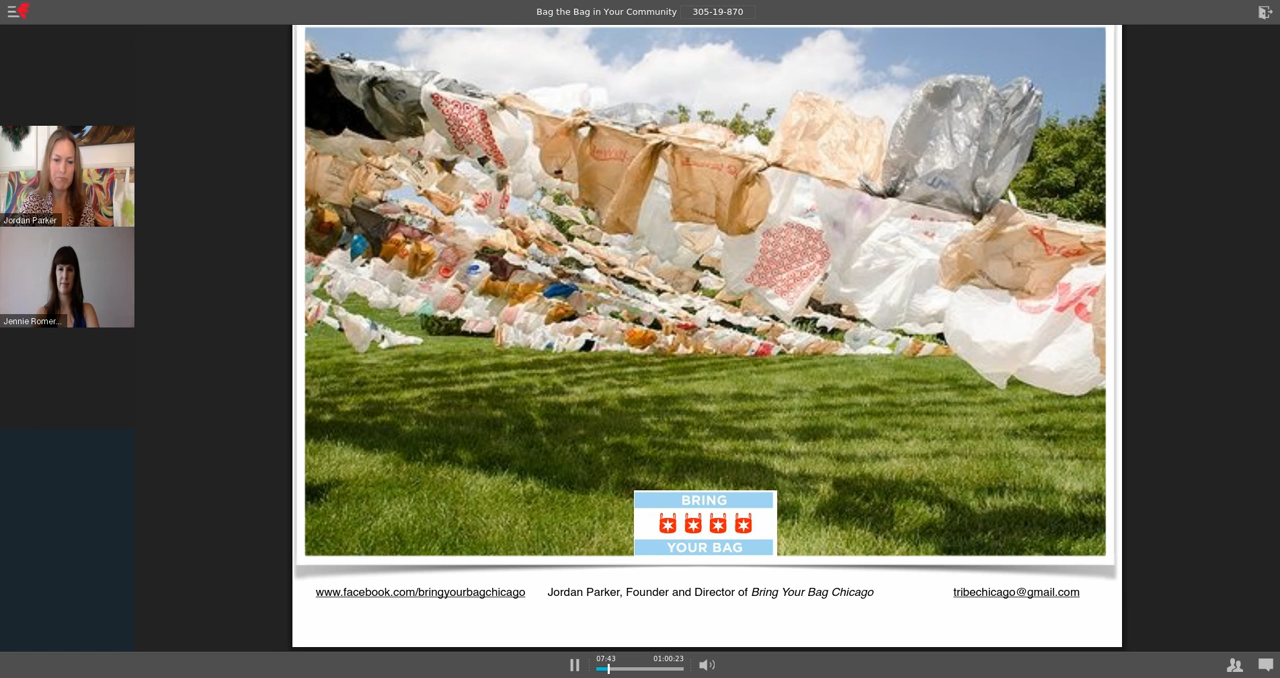 Bag the Bag in Your Community 305-19-870
Jordan Parker
Jennie Romer...
BRING
YOUR BAG
www.facebook.com/bringyourbagchicago
Jordan Parker, Founder and Director of Bring Your Bag Chicago
tribechicago@gmail.com
07:43
01:00:23